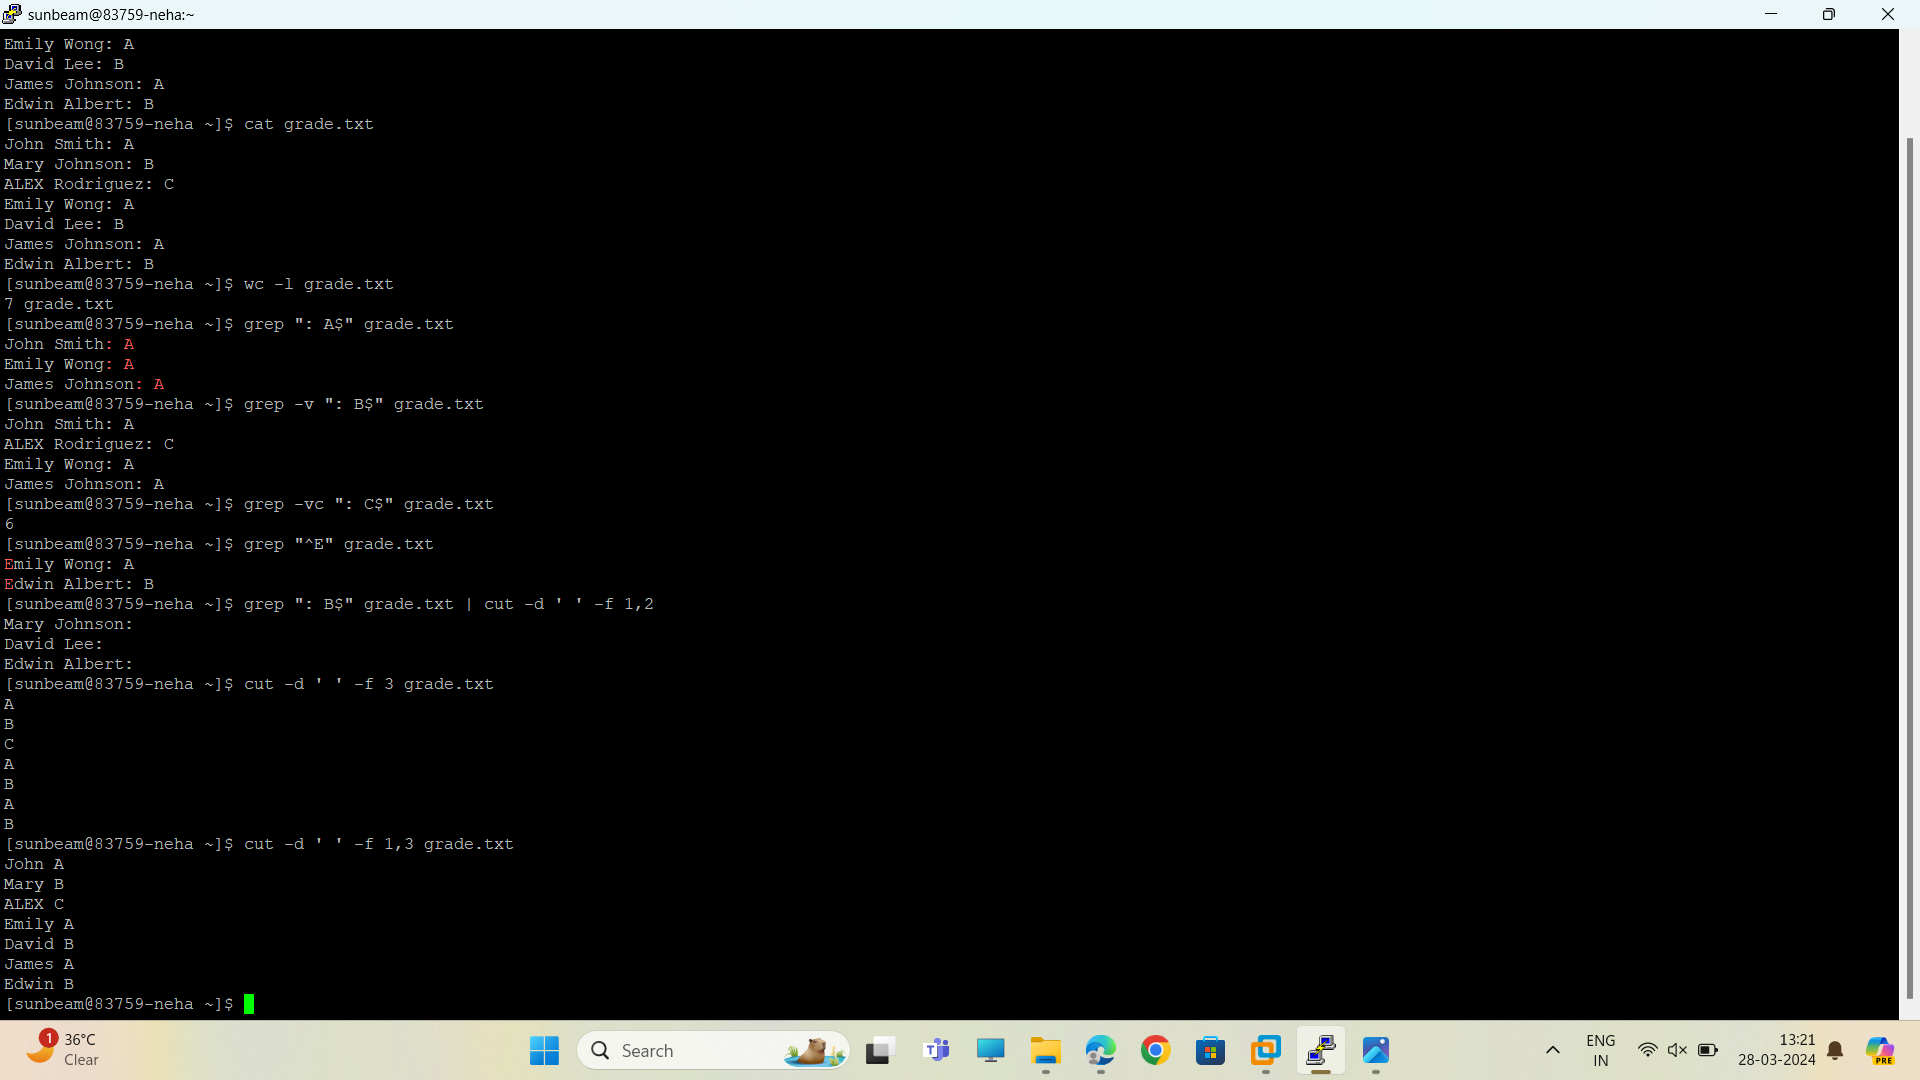 sunbeam@83759-neha:~
Emily Wong: A
David Lee: B
James Johnson: A
Edwin Albert: B
[sunbeam@83759-neha ~]$ cat grade.txt
John Smith: A
Mary Johnson: B
ALEX Rodriguez: C
Emily Wong: A
David Lee: B
James Johnson: A
Edwin Albert: B
[sunbeam@83759-neha ~]$ wc -l grade.txt
7 grade.txt
[sunbeam@83759-neha ~]$ grep ": A$" grade.txt
John Smith: A
Emily Wong: A
James Johnson: A
[sunbeam@83759-neha ~]$ grep -v ": B$" grade.txt
John Smith: A
ALEX Rodriguez: C
Emily Wong: A
James Johnson: A
[sunbeam@83759-neha ~]$ grep -vc ": C$" grade.txt
6
[sunbeam@83759-neha ~]$ grep "^E" grade.txt
Emily Wong: A
Edwin Albert: B
[sunbeam@83759-neha ~]$ grep ": B$" grade.txt | cut -d ' ' -f 1,2
Mary Johnson:
David Lee:
Edwin Albert:
[sunbeam@83759-neha ~]$ cut -d ' ' -f 3 grade.txt
A
B
C
A
B
A
B
[sunbeam@83759-neha ~]$ cut -d ' ' -f 1,3 grade.txt
John A
Mary B
ALEX C
Emily A
David B
James A
Edwin B
[sunbeam@83759-neha ~]$
1
36°C
Clear
Search
ENG
IN
13:21
28-03-2024
PRE